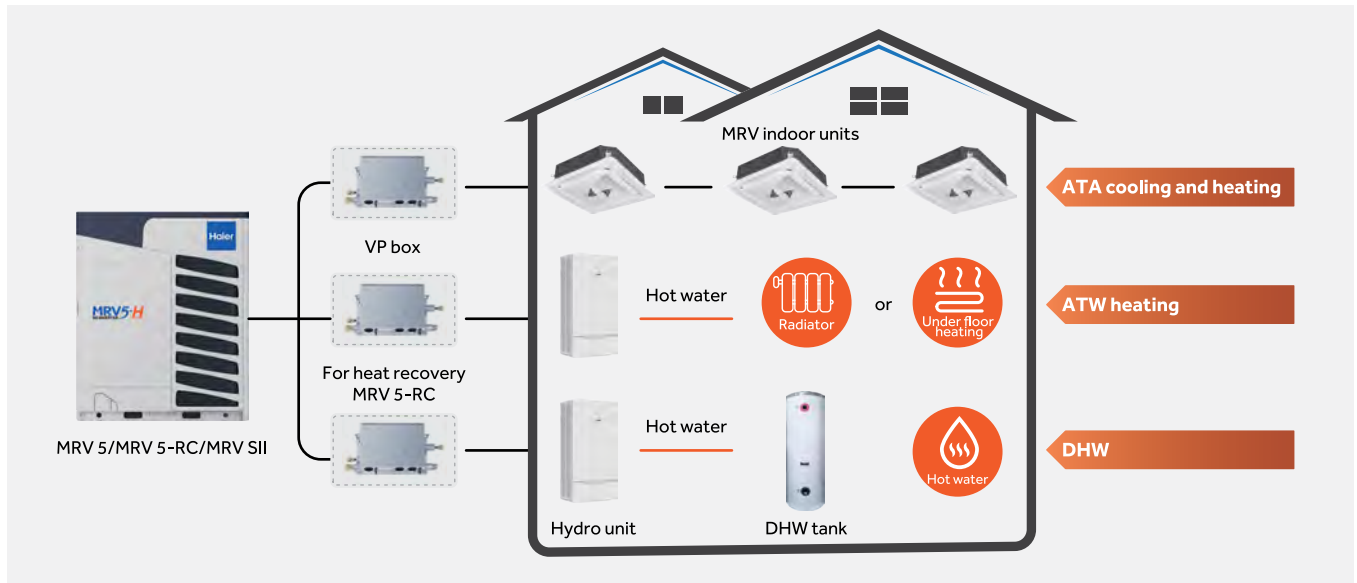 MRV indoor units
ATA cooling and heating
VP box
Haier
MRV5-H
Hot water
Radiator
or
Under floor
heating
ATW heating
For heat recovery
MRV 5-RC
MRV 5/MRV 5-RC/MRV SII
Hot water
Hot water
DHW
Hydro unit
DHW tank